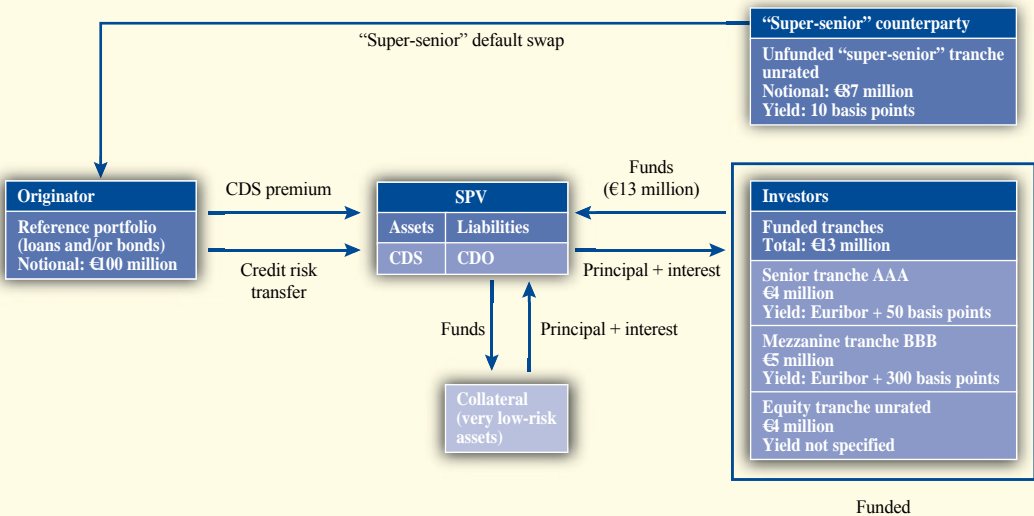 “Super-senior” counterparty
Unfunded “super-senior” tranche
unrated
Notional: €87 million
Yield: 10 basis points
“Super-senior” default swap
Originator
Reference portfolio
(loans and/or bonds)
Notional: €100 million
CDS premium
Credit risk
transfer
SPV
Assets
Liabilities
CDS
CDO
Funds
(€13 million)
Principal + interest
Funds
Principal + interest
Collateral
(very low-risk
assets)
Investors
Funded tranches
Total: €13 million
Senior tranche AAA
€4 million
Yield: Euribor + 50 basis points
Mezzanine tranche BBB
€5 million
Yield: Euribor + 300 basis points
Equity tranche unrated
€4 million
Yield not specified
Funded